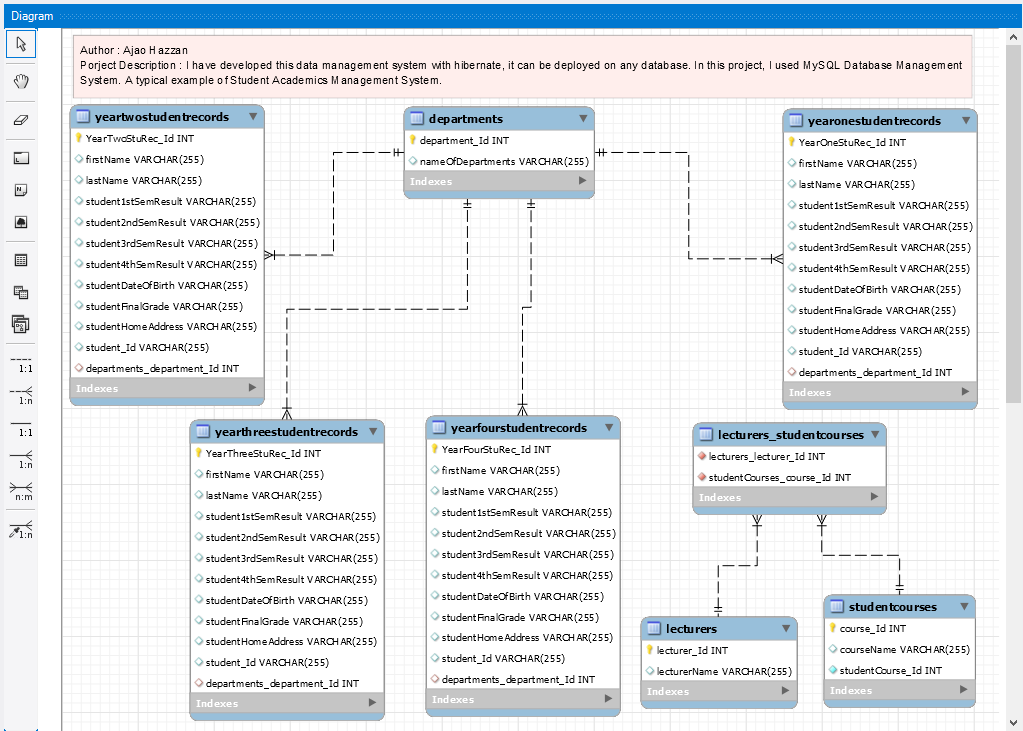 Diagram
Author : Ajao Hazzan
Porject Description : I have developed this data management system with hibernate, it can be deployed on any database. In this project, I used MySQL Database Management
System. A typical example of Student Academics Management System.
yeartwostudentrecords
YearTwoStuRec_Id INT
firstName VARCHAR(255)
lastName VARCHAR(255)
student1stSemResult VARCHAR(255)
student2ndSemResult VARCHAR(255)
student3rdSemResult VARCHAR(255)
student4thSemResult VARCHAR(255)
studentDateOfBirth VARCHAR(255)
studentFinalGrade VARCHAR(255)
studentHomeAddress VARCHAR(255)
student_Id VARCHAR(255)
departments_department_Id INT
Indexes
departments
department_Id INT
nameOfDepartments VARCHAR(255)
Indexes
yearonestudentrecords
YearOneStuRec_Id INT
firstName VARCHAR(255)
lastName VARCHAR(255)
student1stSemResult VARCHAR(255)
student2ndSemResult VARCHAR(255)
student3rdSemResult VARCHAR(255)
student4thSemResult VARCHAR(255)
studentDateOfBirth VARCHAR(255)
studentFinalGrade VARCHAR(255)
studentHomeAddress VARCHAR(255)
student_Id VARCHAR(255)
departments_department_Id INT
Indexes
1:1
1:n
1:1
1:n
n:m
1:n
yearthreestudentrecords
YearThreeStuRec_Id INT
firstName VARCHAR(255)
lastName VARCHAR(255)
student1stSemResult VARCHAR(255)
student2ndSemResult VARCHAR(255)
student3rdSemResult VARCHAR(255)
student4thSemResult VARCHAR(255)
studentDateOfBirth VARCHAR(255)
studentFinalGrade VARCHAR(255)
studentHomeAddress VARCHAR(255)
student_Id VARCHAR(255)
departments_department_Id INT
Indexes
yearfourstudentrecords
YearFourStuRec_Id INT
firstName VARCHAR(255)
lastName VARCHAR(255)
student1stSemResult VARCHAR(255)
student2ndSemResult VARCHAR(255)
student3rdSemResult VARCHAR(255)
student4thSemResult VARCHAR(255)
studentDateOfBirth VARCHAR(255)
studentFinalGrade VARCHAR(255)
studentHomeAddress VARCHAR(255)
student_Id VARCHAR(255)
departments_department_Id INT
Indexes
lecturers_studentcourses
lecturers_lecturer_Id INT
studentCourses_course_Id INT
Indexes
lecturers
lecturer_Id INT
lecturerName VARCHAR(255)
Indexes
studentcourses
course_Id INT
courseName VARCHAR(255)
studentCourse_Id INT
Indexes